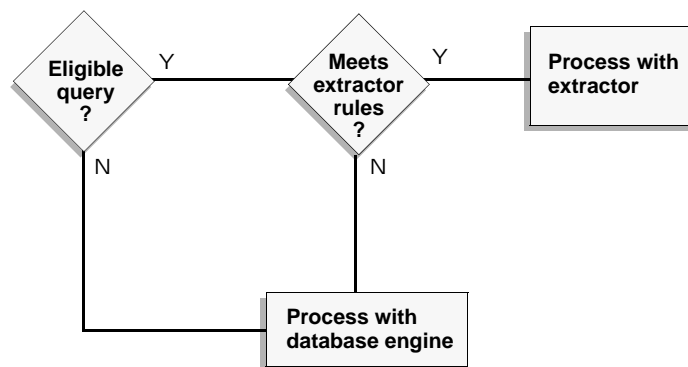 Eligible
query
?
Y
Meets
extractor
rules
?
Y
Process with
extractor
N
N
Process with
database engine